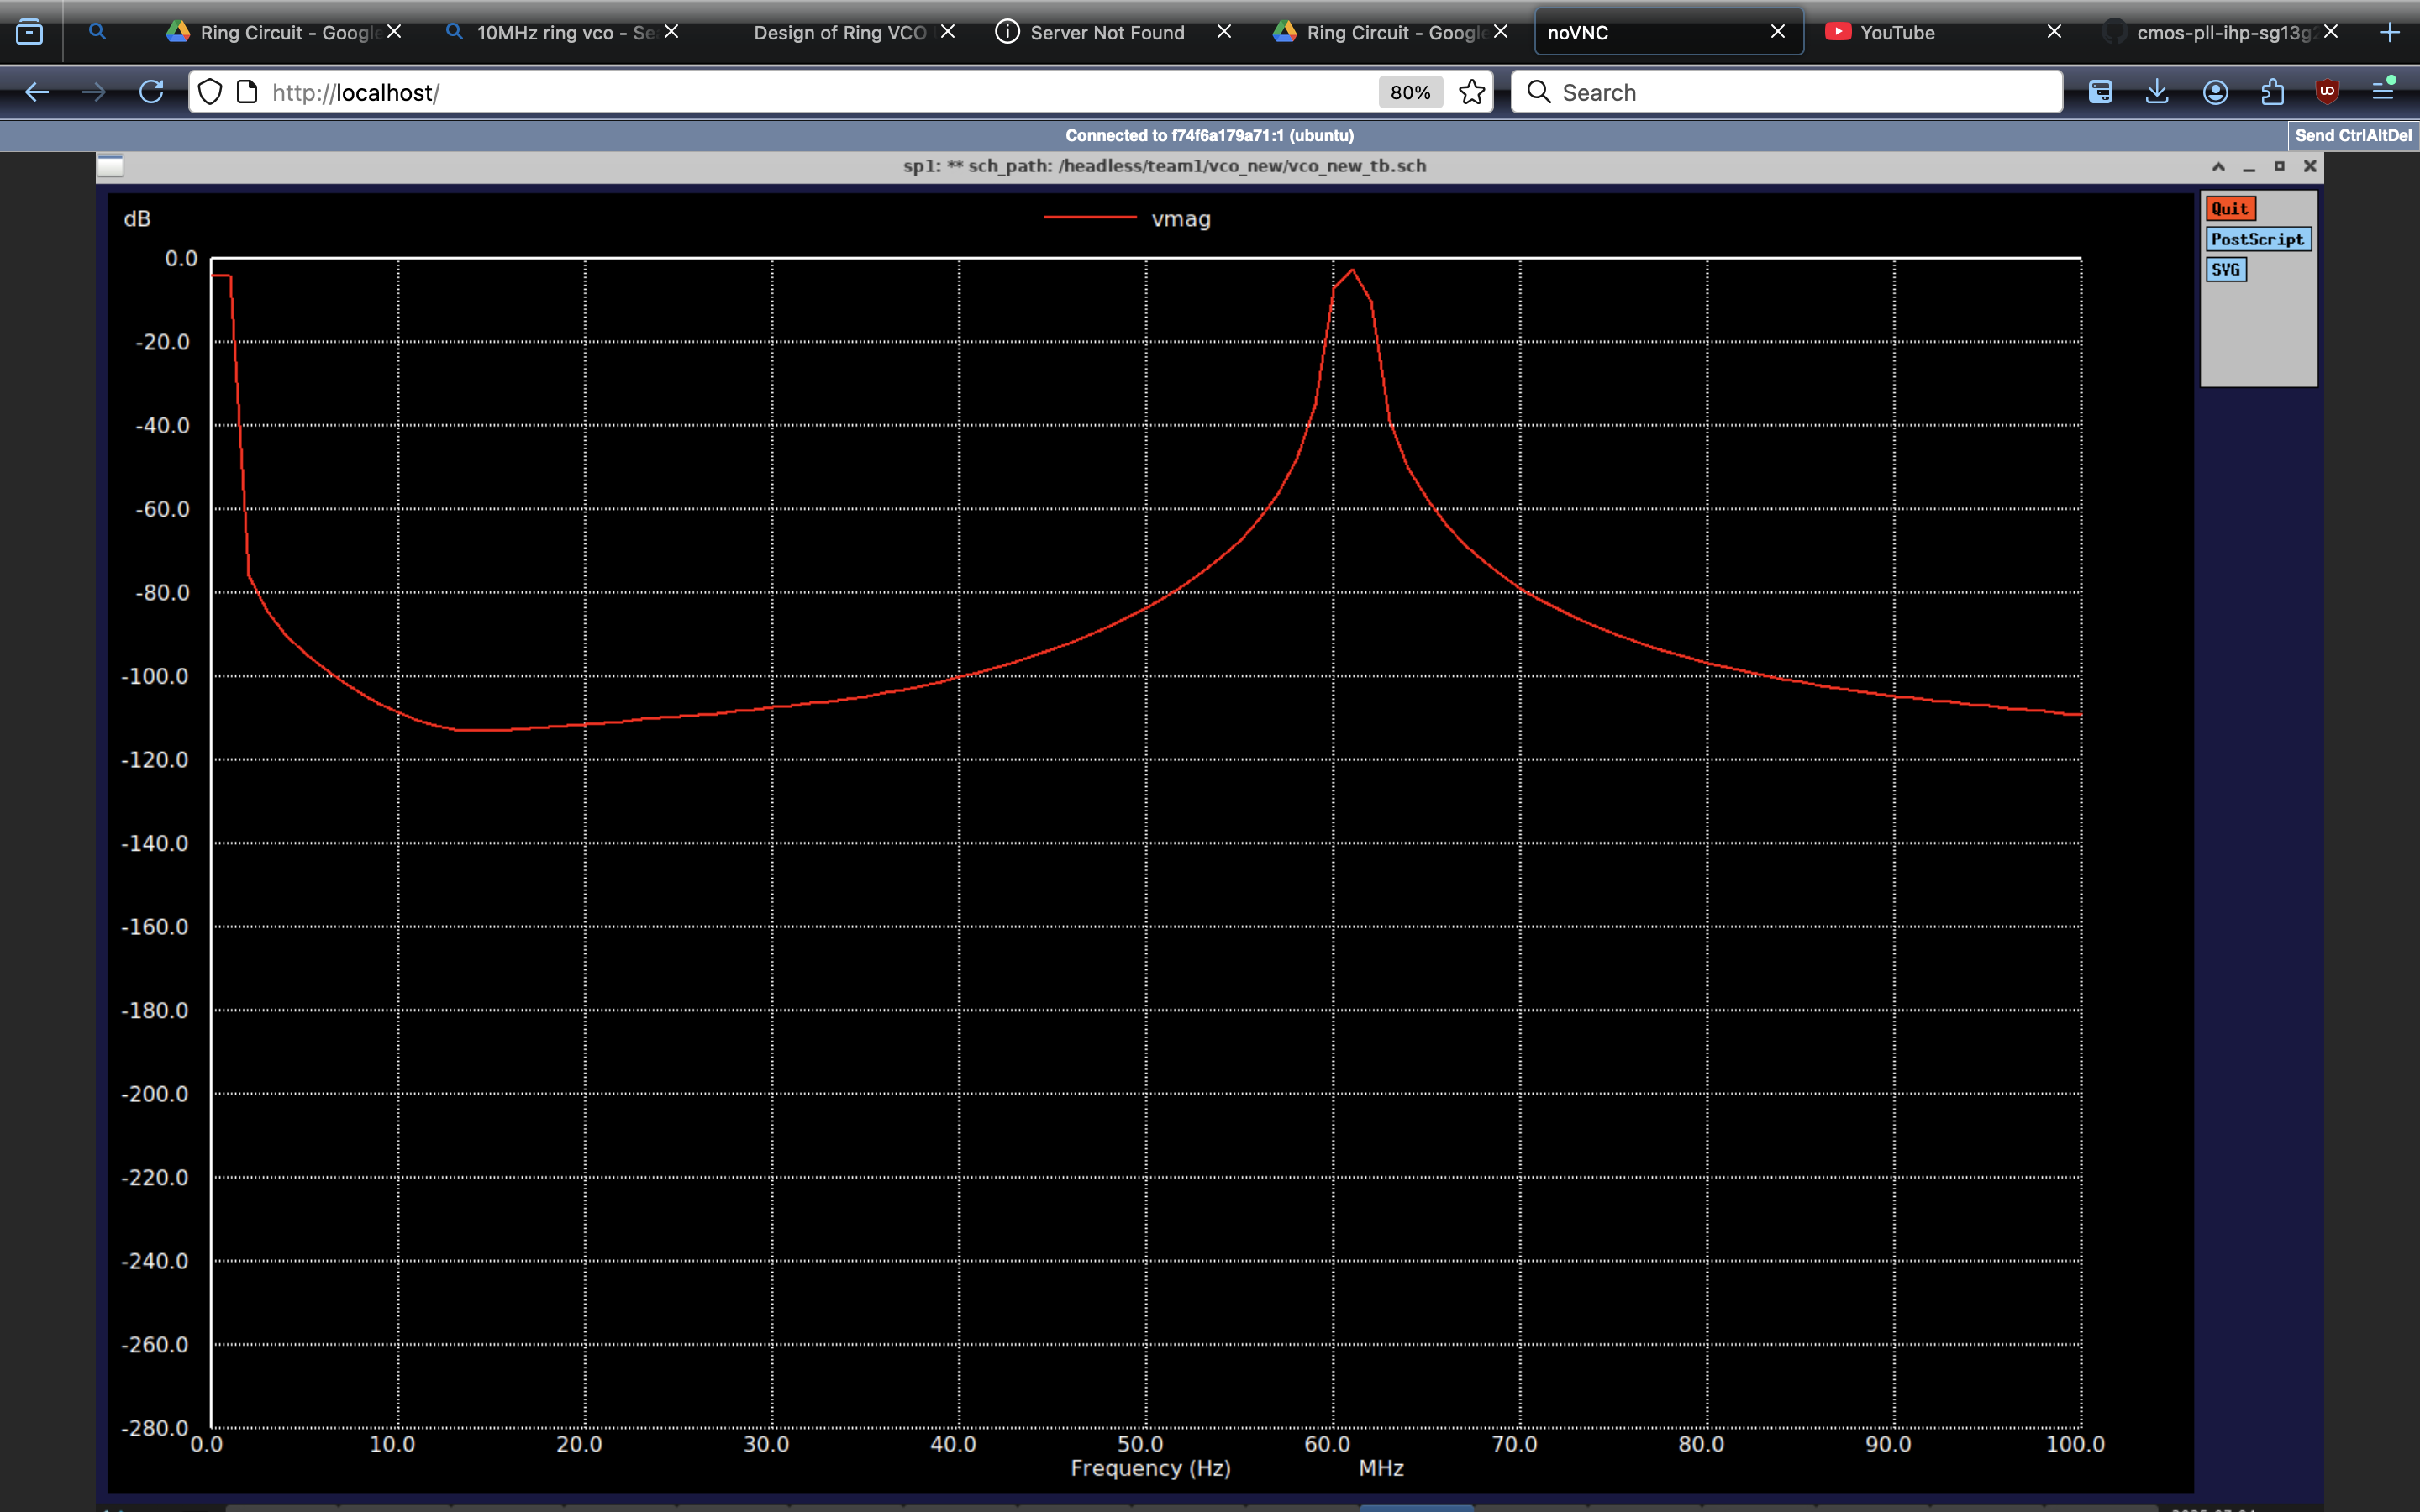 Ring Circuit - Google
10MHz ring vco - Se
Design of Ring VCO
Server Not Found
Ring Circuit - Google
noVNC
YouTube
cmos-pll-ihp-sg13g2
http://localhost/
80%
Search
Connected to f74f6a179a71:1 (ubuntu)
Send CtrlAltDel
sp1: ** sch_path: /headless/team1/vco_new/vco_new_tb.sch
Quit
PostScript
SVG
dB
vmag
0.0
-20.0
-40.0
-60.0
-80.0
-100.0
-120.0
-140.0
-160.0
-180.0
-200.0
-220.0
-240.0
-260.0
-280.0
0.0 10.0 20.0 30.0 40.0 50.0 60.0 70.0 80.0 90.0 100.0
Frequency (Hz) MHz